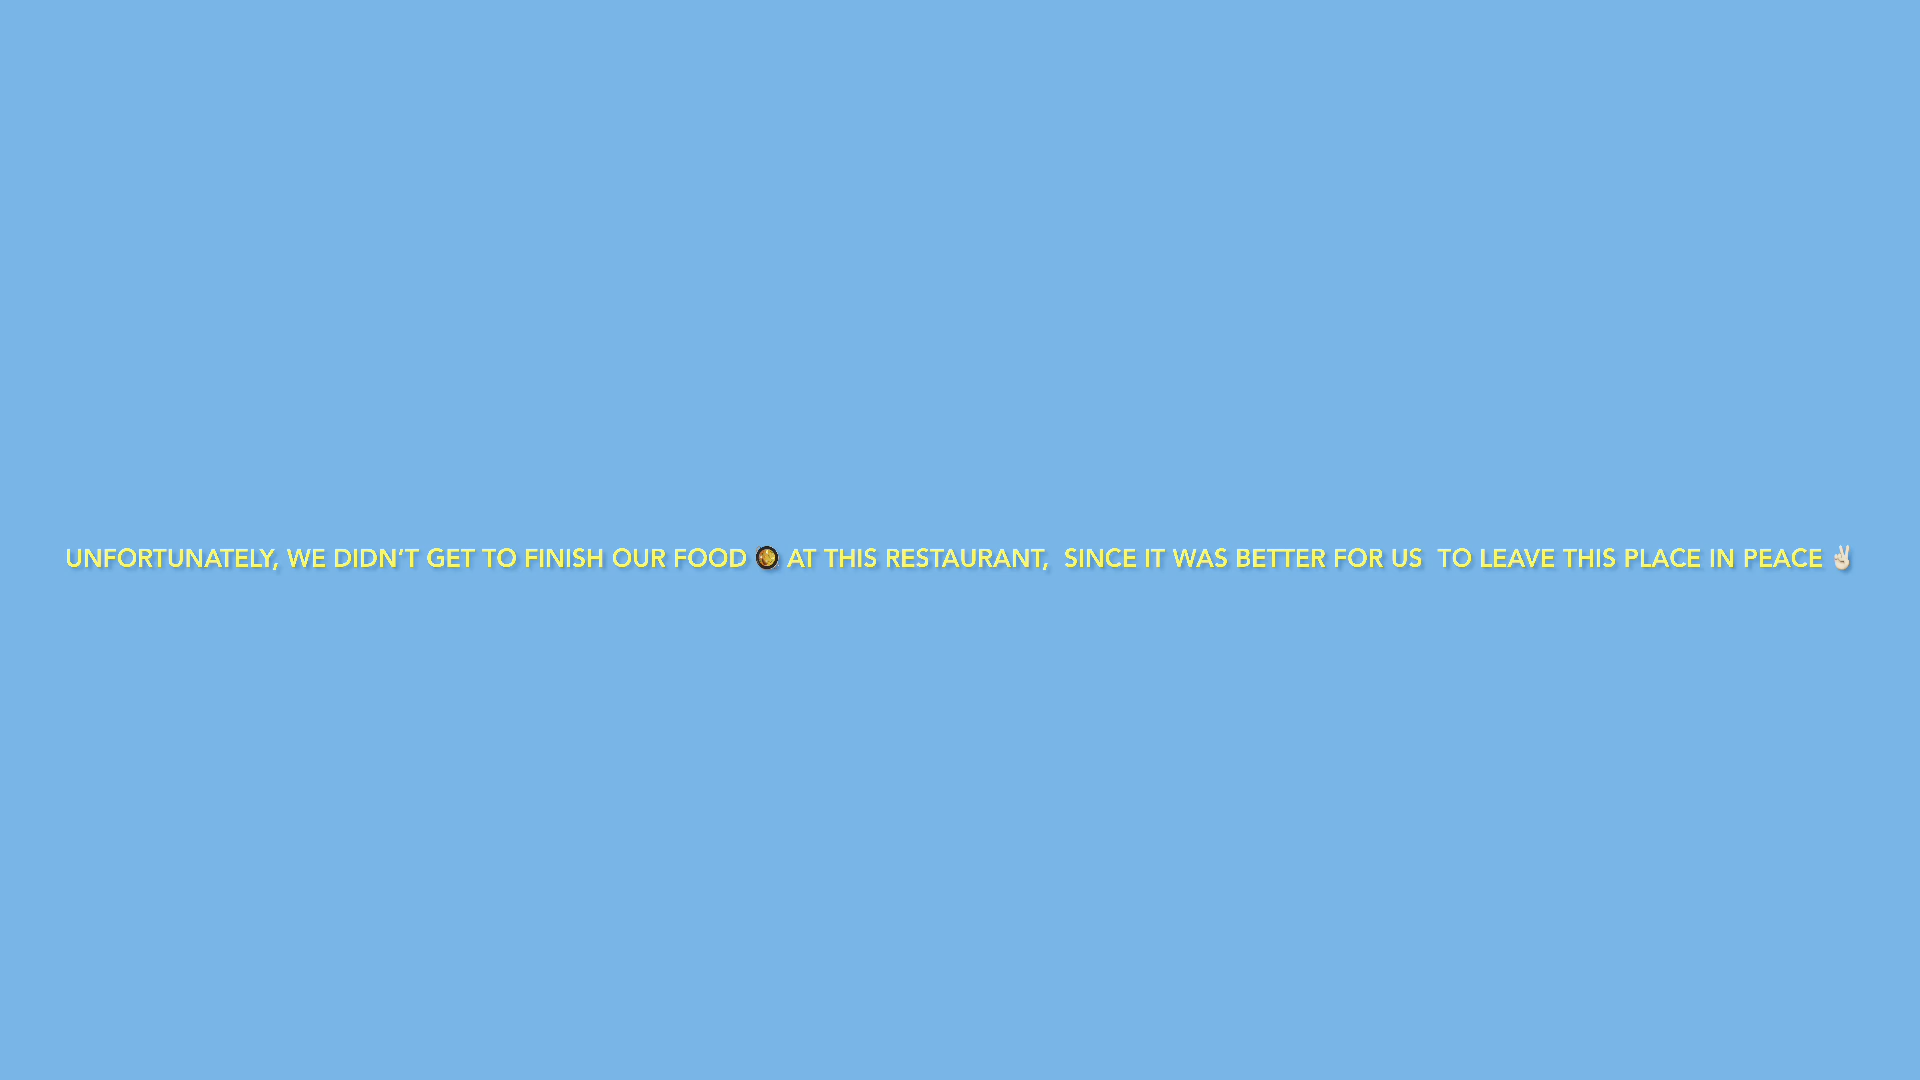 UNFORTUNATELY, WE DIDN’T GET TO FINISH OUR FOOD 🥘 AT THIS RESTAURANT,  SINCE IT WAS BETTER FOR US  TO LEAVE THIS PLACE IN PEACE ✌🏻